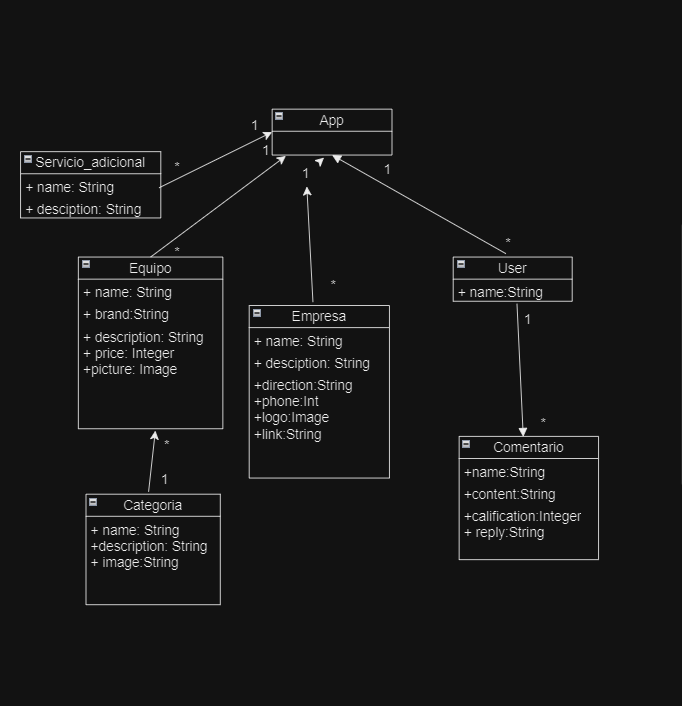 App
1
1
1
1
Servicio_adicional
+ name: String
+ desciption: String
*
*
*
*
Equipo
+ name: String
+ brand:String
+ description: String
+ price: Integer
+picture: Image
Empresa
+ name: String
+ desciption: String
+direction:String
+phone:Int
+logo:Image
+link:String
User
+ name:String
1
*
Comentario
+name:String
+content:String
+calification:Integer
+ reply:String
*
1
Categoria
+ name: String
+description: String
+ image:String